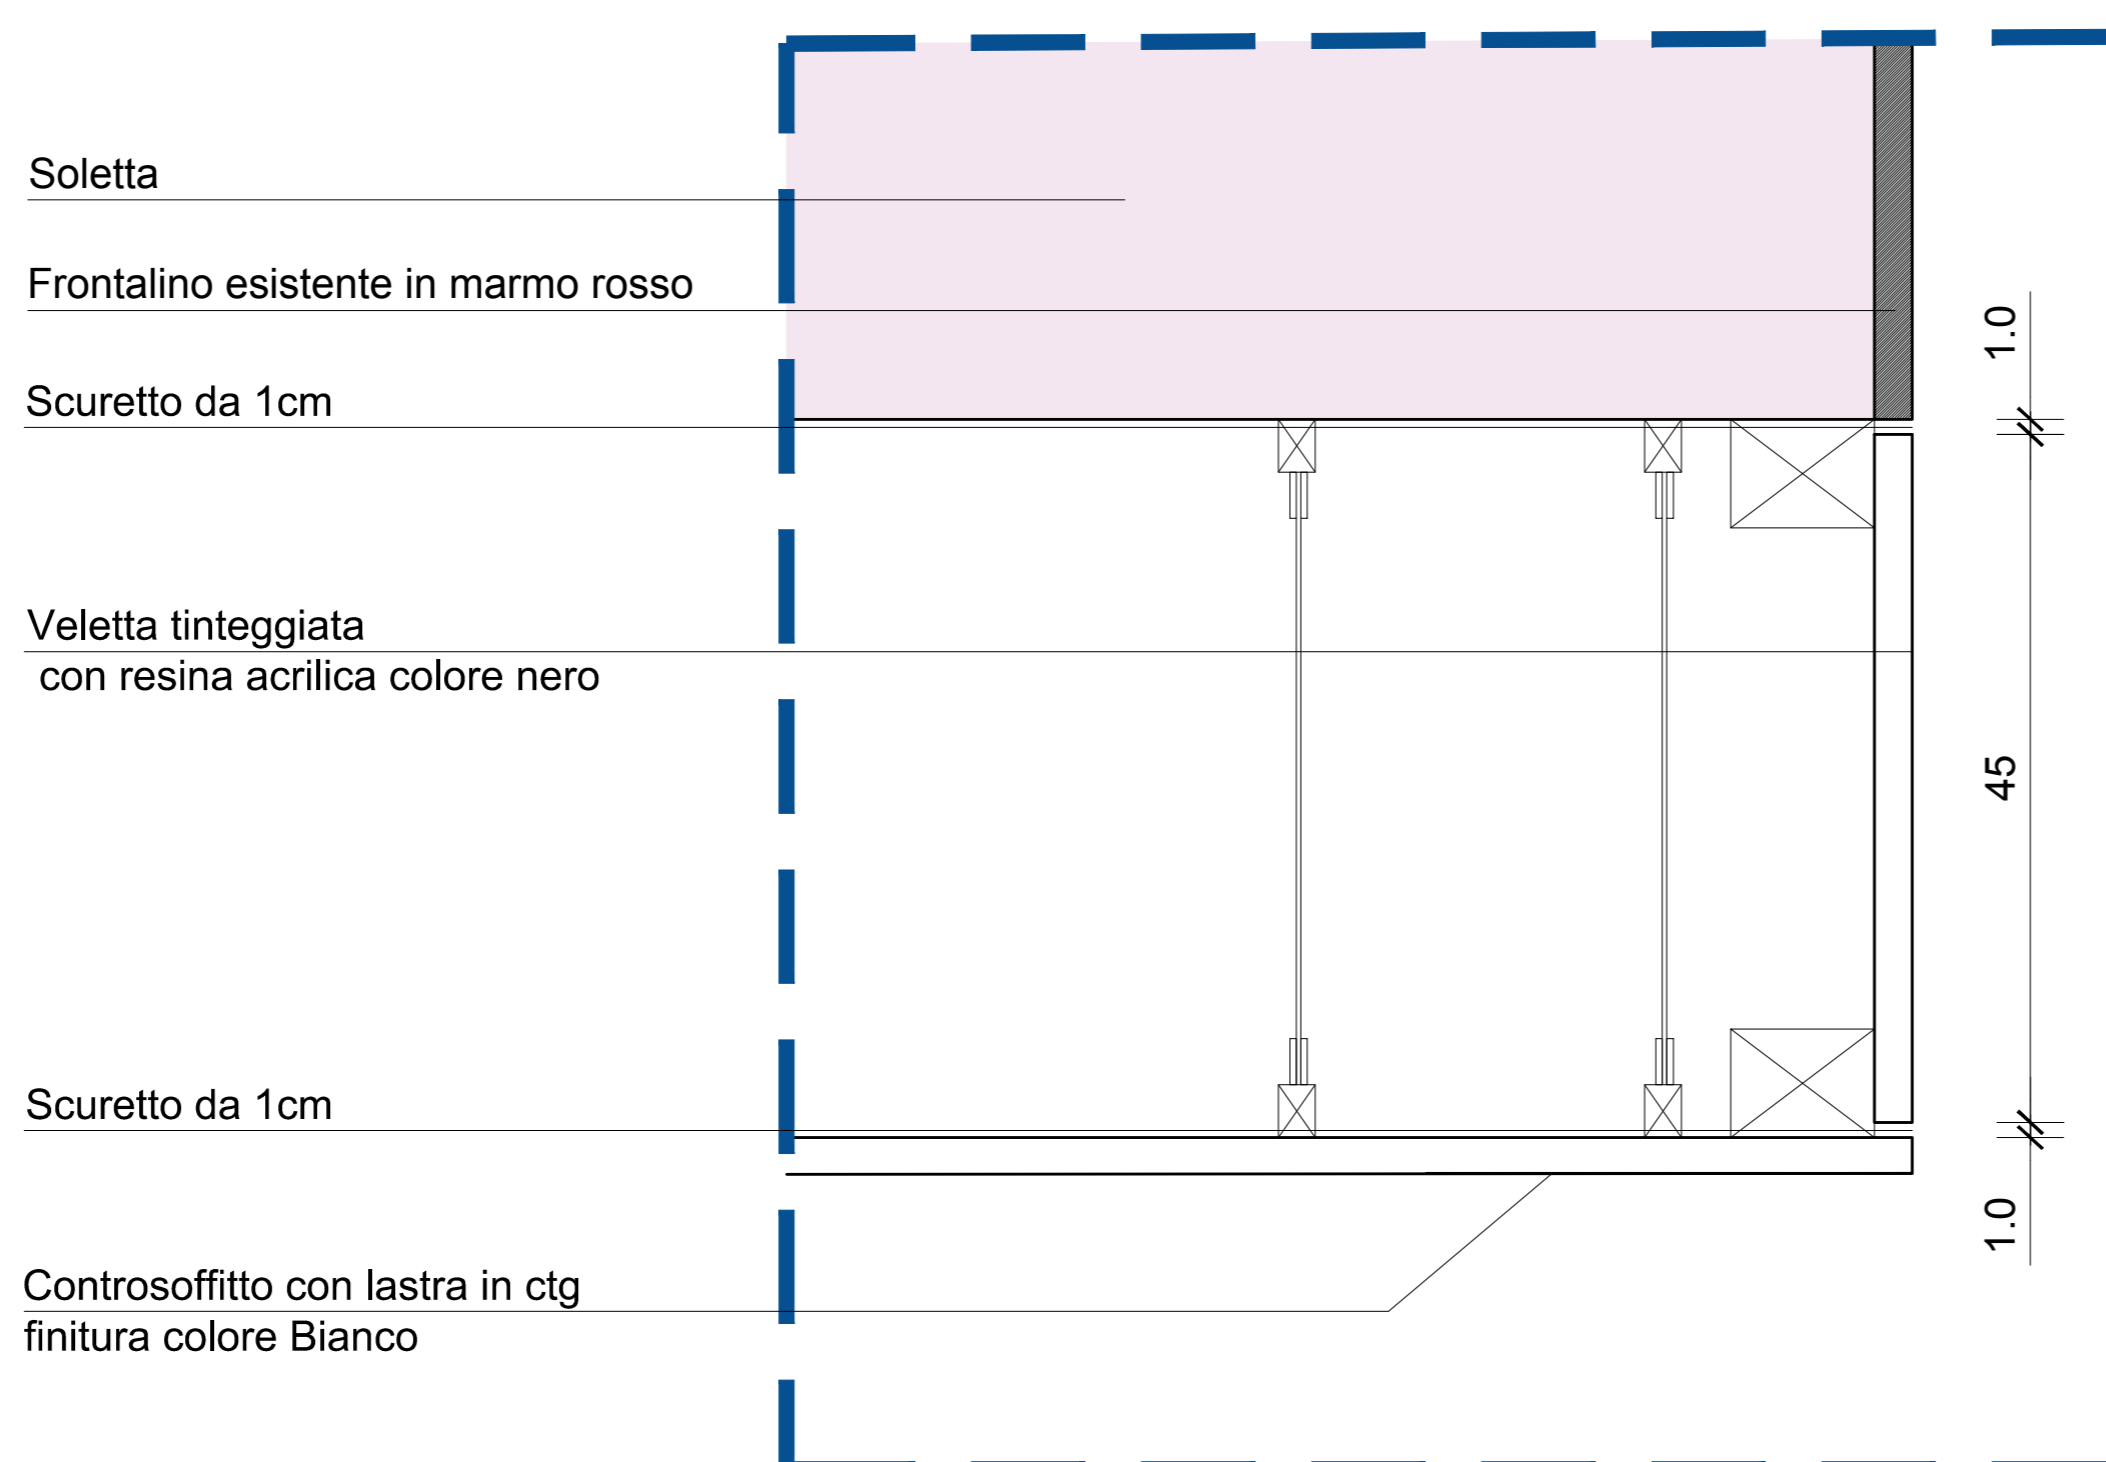 Soletta
Frontalino esistente in marmo rosso
1.0
Scuretto da 1cm
Veletta tinteggiata
con resina acrilica colore nero
45
Scuretto da 1cm
1.0
Controsoffitto con lastra in ctg
finitura colore Bianco